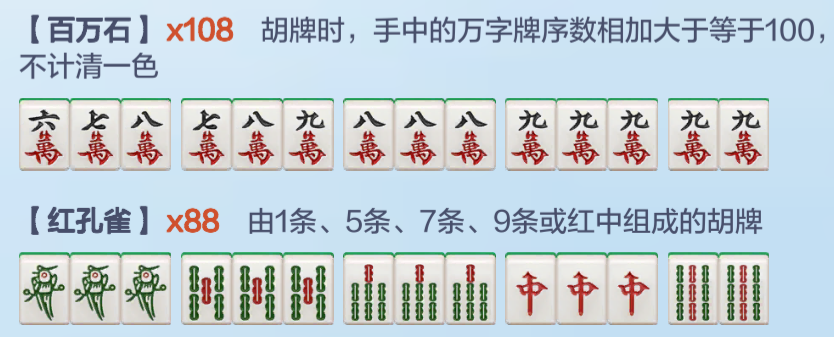 【百万石】x108 胡牌时，手中的万字牌序数相加大于等于100，
不计清一色
六萬 七萬 八萬 七萬 八萬 九萬 八萬 八萬 八萬 九萬 九萬 九萬 九萬 九萬
【红孔雀】x88 由1条、5条、7条、9条或红中组成的胡牌
中 中 中